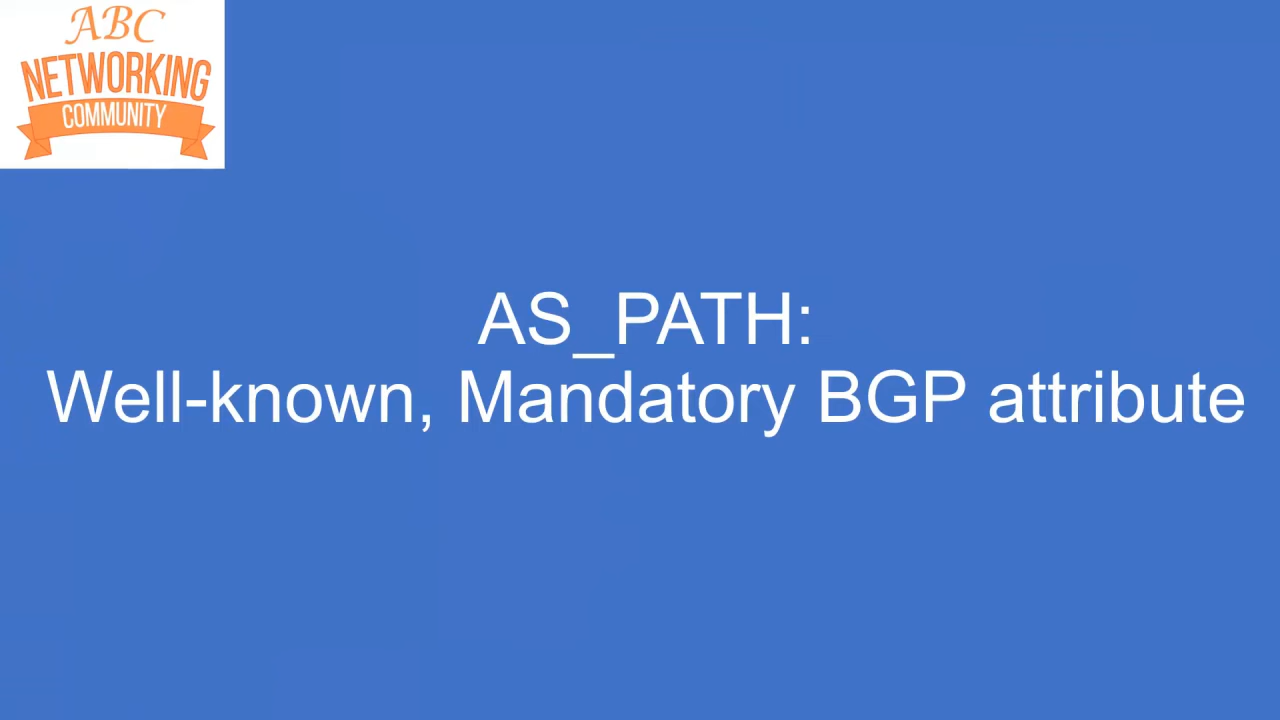 ABC
NETWORKING
COMMUNITY
AS_PATH:
Well-known, Mandatory BGP attribute